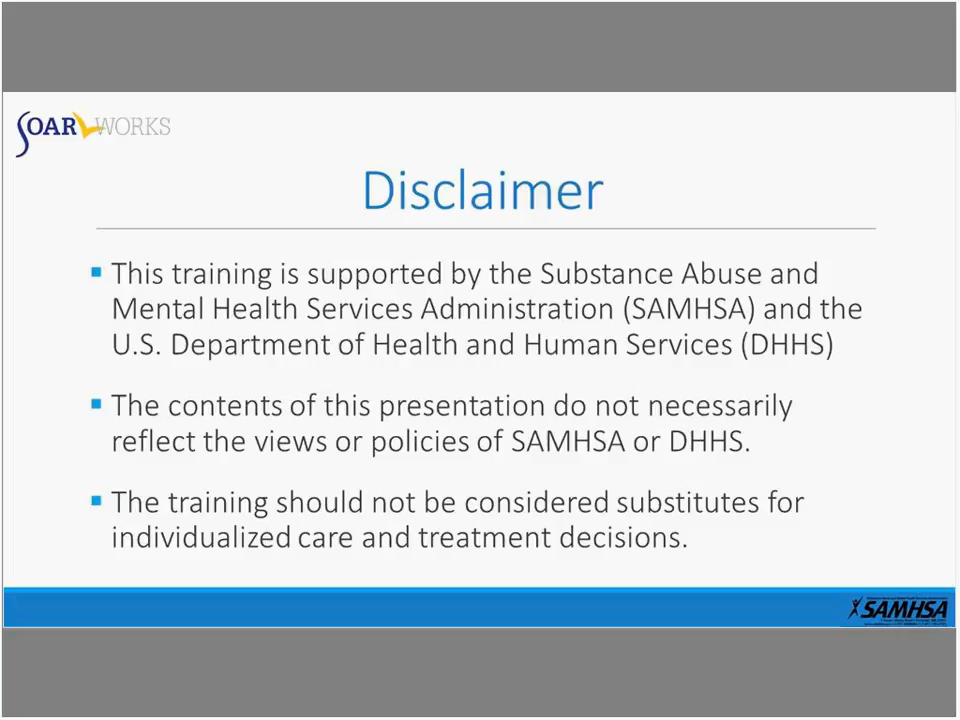 SOAR WORKS
Disclaimer
▪ This training is supported by the Substance Abuse and
Mental Health Services Administration (SAMHSA) and the
U.S. Department of Health and Human Services (DHHS)
▪ The contents of this presentation do not necessarily
reflect the views or policies of SAMHSA or DHHS.
▪ The training should not be considered substitutes for
individualized care and treatment decisions.
SAMHSA